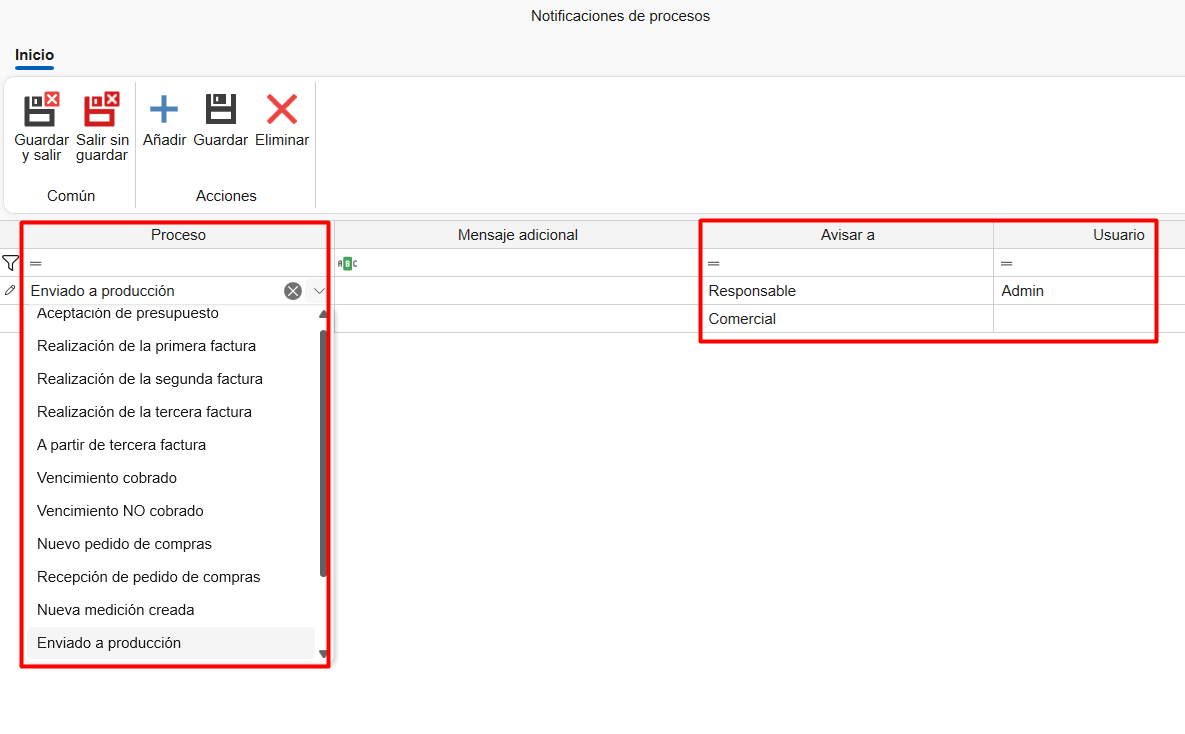 Notificaciones de procesos
Inicio
Guardar y salir
Salir sin guardar
Añadir
Guardar
Eliminar
Común
Acciones
Proceso
Mensaje adicional
Avisar a
Usuario
=
ABC
=
=
Enviado a producción
Responsable
Admin
Comercial
Aceptación de presupuesto
Realización de la primera factura
Realización de la segunda factura
Realización de la tercera factura
A partir de tercera factura
Vencimiento cobrado
Vencimiento NO cobrado
Nuevo pedido de compras
Recepción de pedido de compras
Nueva medición creada
Enviado a producción